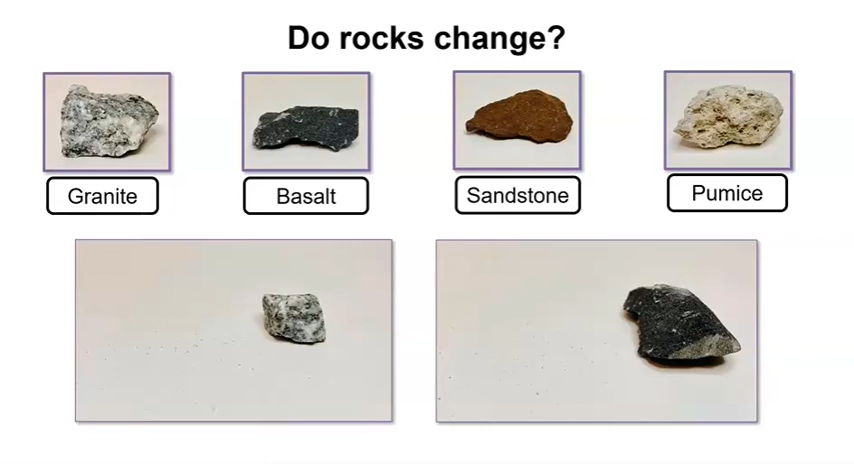 Do rocks change?
Granite
Basalt
Sandstone
Pumice